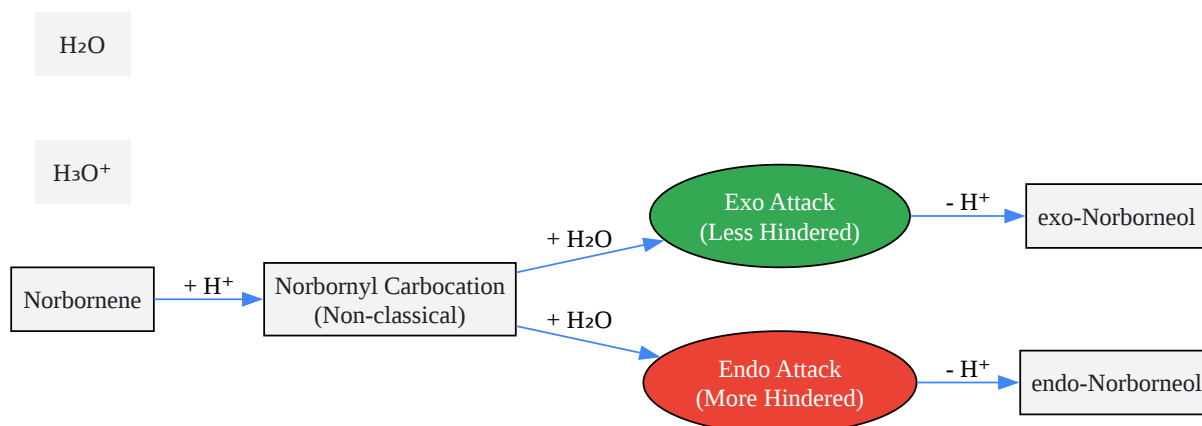 H₂O
H₃O⁺
Norbornene
+ H⁺
Norbornyl Carbocation
(Non-classical)
+ H₂O
+ H₂O
Exo Attack
(Less Hindered)
- H⁺
exo-Norborneol
Endo Attack
(More Hindered)
- H⁺
endo-Norborneol